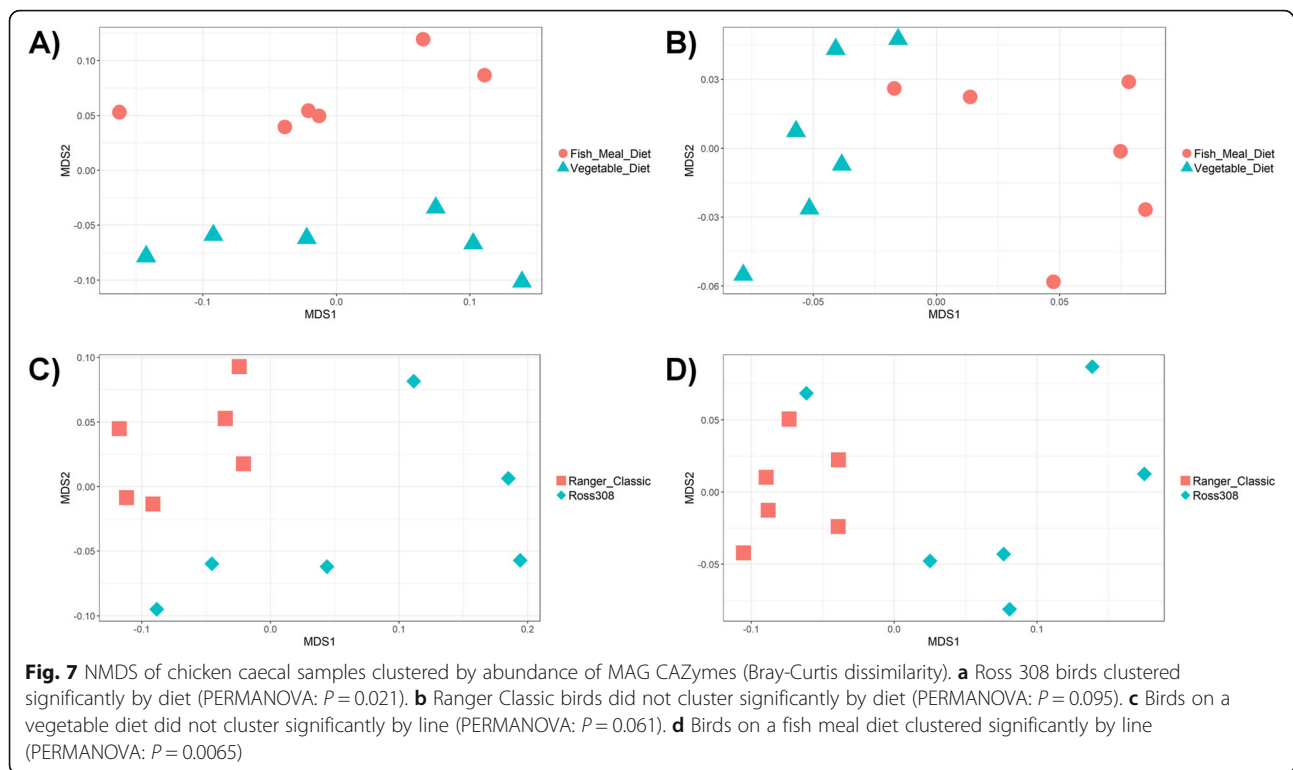 A)
0.10
0.05
0.00
-0.05
-0.10
MDS2
-0.1
0.0
0.1
MDS1
Fish_Meal_Diet
Vegetable_Diet
B)
0.03
0.00
-0.03
-0.06
MDS2
-0.05
0.00
0.05
MDS1
Fish_Meal_Diet
Vegetable_Diet
C)
0.10
0.05
0.00
-0.05
-0.10
MDS2
-0.1
0.0
0.1
0.2
MDS1
Ranger_Classic
Ross308
D)
0.05
0.00
-0.05
MDS2
-0.1
0.0
0.1
MDS1
Ranger_Classic
Ross308
Fig. 7 NMDS of chicken caecal samples clustered by abundance of MAG CAZymes (Bray-Curtis dissimilarity). a Ross 308 birds clustered
significantly by diet (PERMANOVA: P = 0.021). b Ranger Classic birds did not cluster significantly by diet (PERMANOVA: P = 0.095). c Birds on a
vegetable diet did not cluster significantly by line (PERMANOVA: P = 0.061). d Birds on a fish meal diet clustered significantly by line
(PERMANOVA: P = 0.0065)